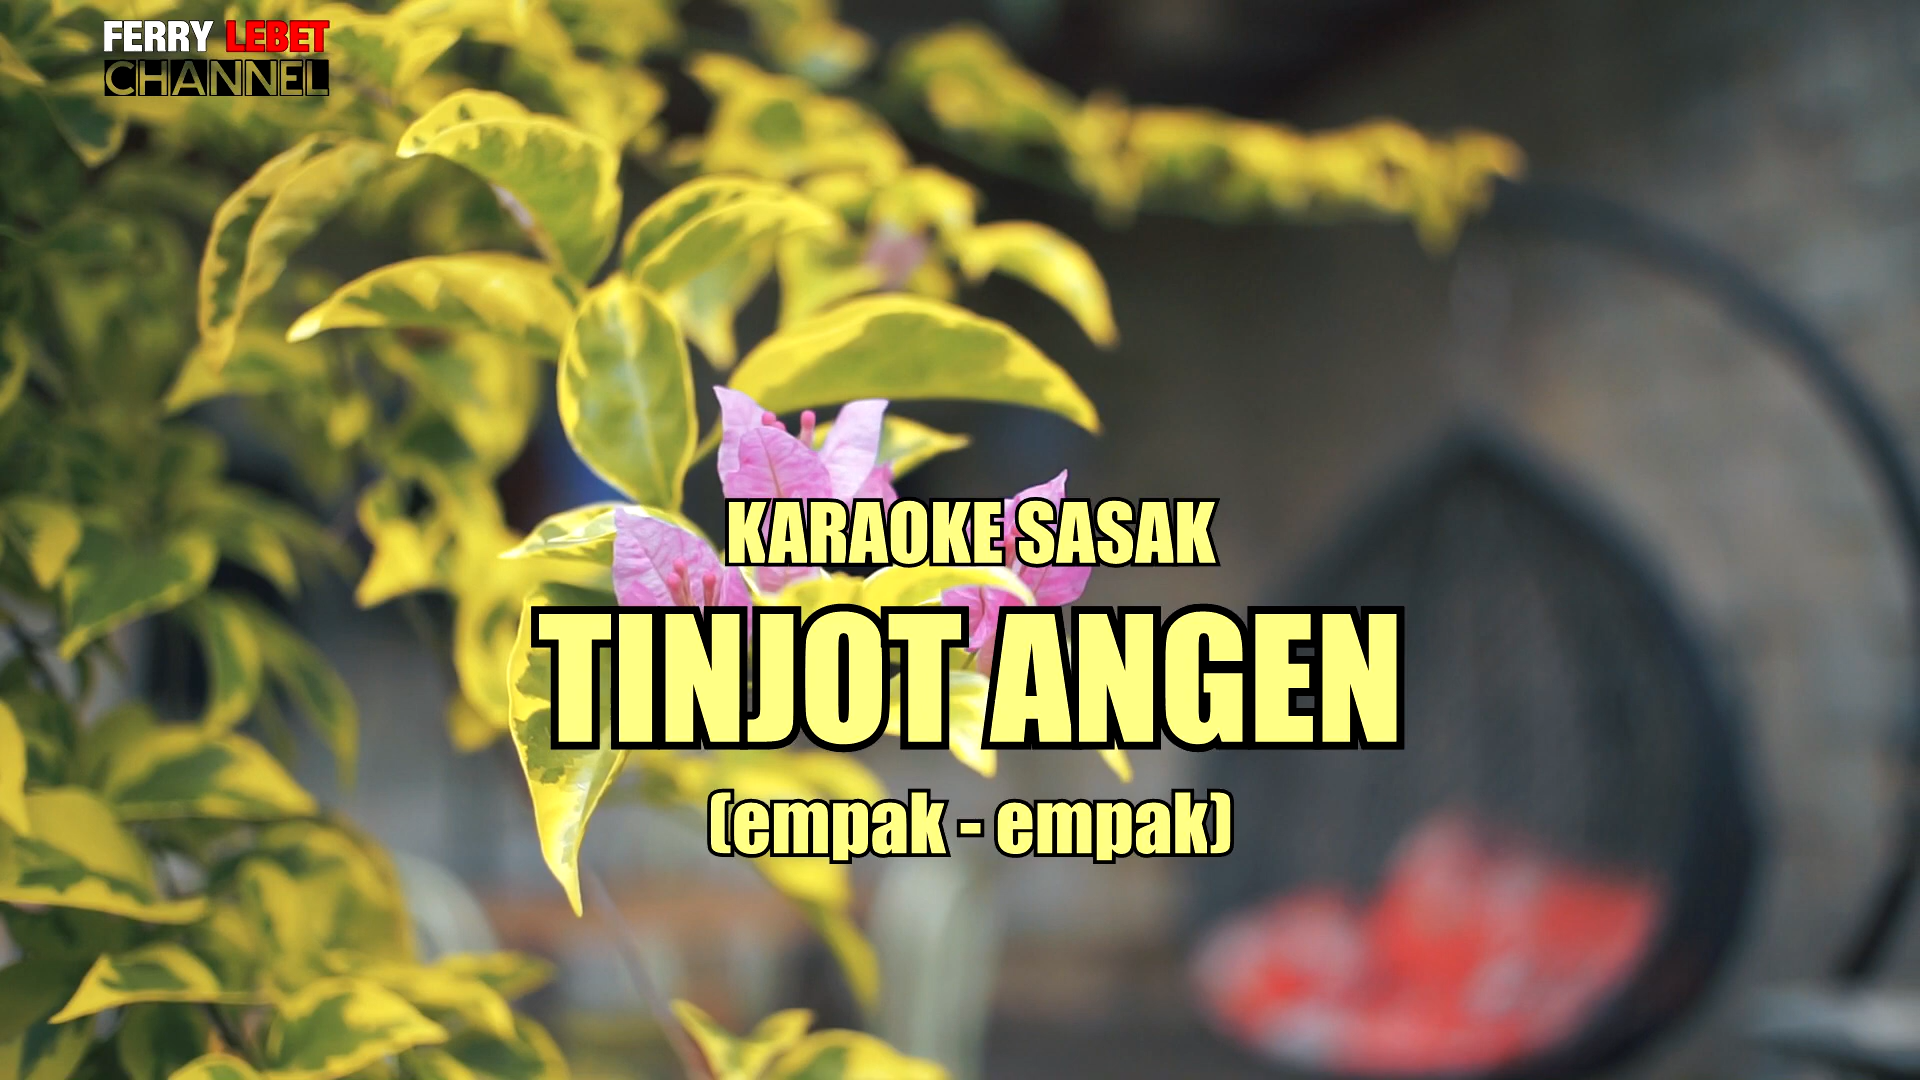 FERRY LEBET
CHANNEL
KARAOKE SASAK
TINJOT ANGEN
(empak - empak)